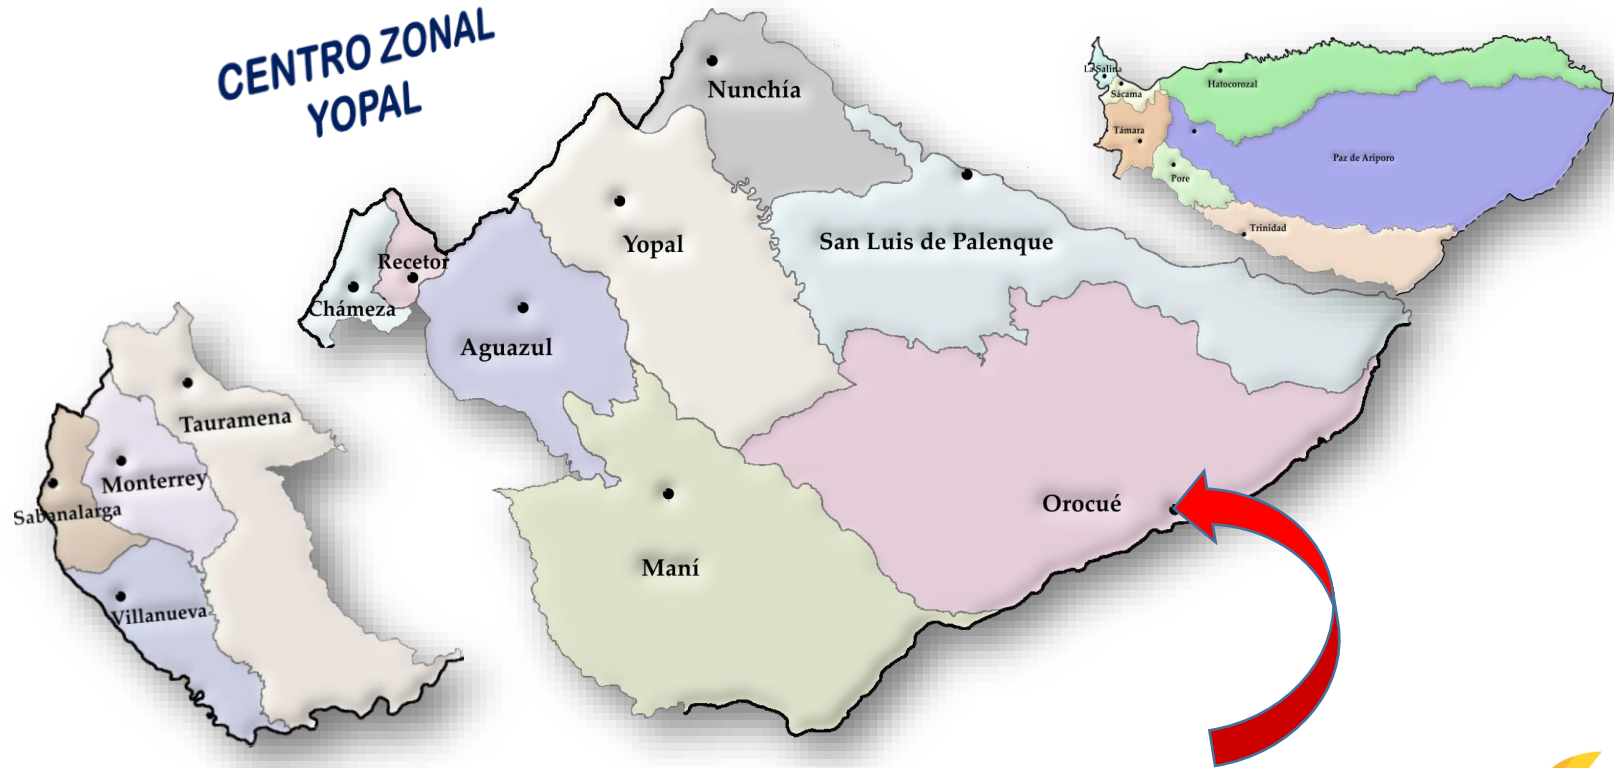 CENTRO ZONAL
YOPAL
Nunchía
Yopal
San Luis de Palenque
Recetor
Chámeza
Aguazul
Orocué
Maní
Tauramena
Monterrey
Sabanalarga
Villanueva
La Salina
Sácama
Hatocorozal
Támara
Paz de Ariporo
Pore
Trinidad